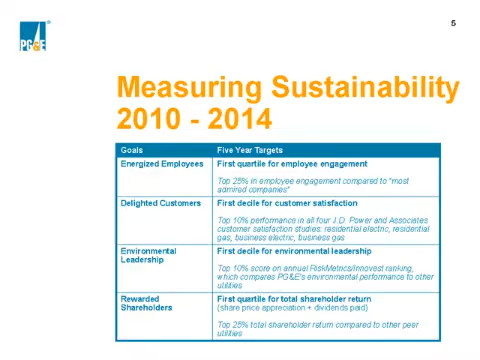 5
PG&E
Measuring Sustainability
2010 - 2014
Goals
Five Year Targets
Energized Employees
First quartile for employee engagement
Top 25% in employee engagement compared to "most
admired companies"
Delighted Customers
First decile for customer satisfaction
Top 10% performance in all four J.D. Power and Associates
customer satisfaction studies: residential electric, residential
gas, business electric, business gas
Environmental
Leadership
First decile for environmental leadership
Top 10% score on annual RiskMetrics/Innovest ranking,
which compares PG&E's environmental performance to other
utilities
Rewarded
Shareholders
First quartile for total shareholder return
(share price appreciation + dividends paid)
Top 25% total shareholder return compared to other peer
utilities